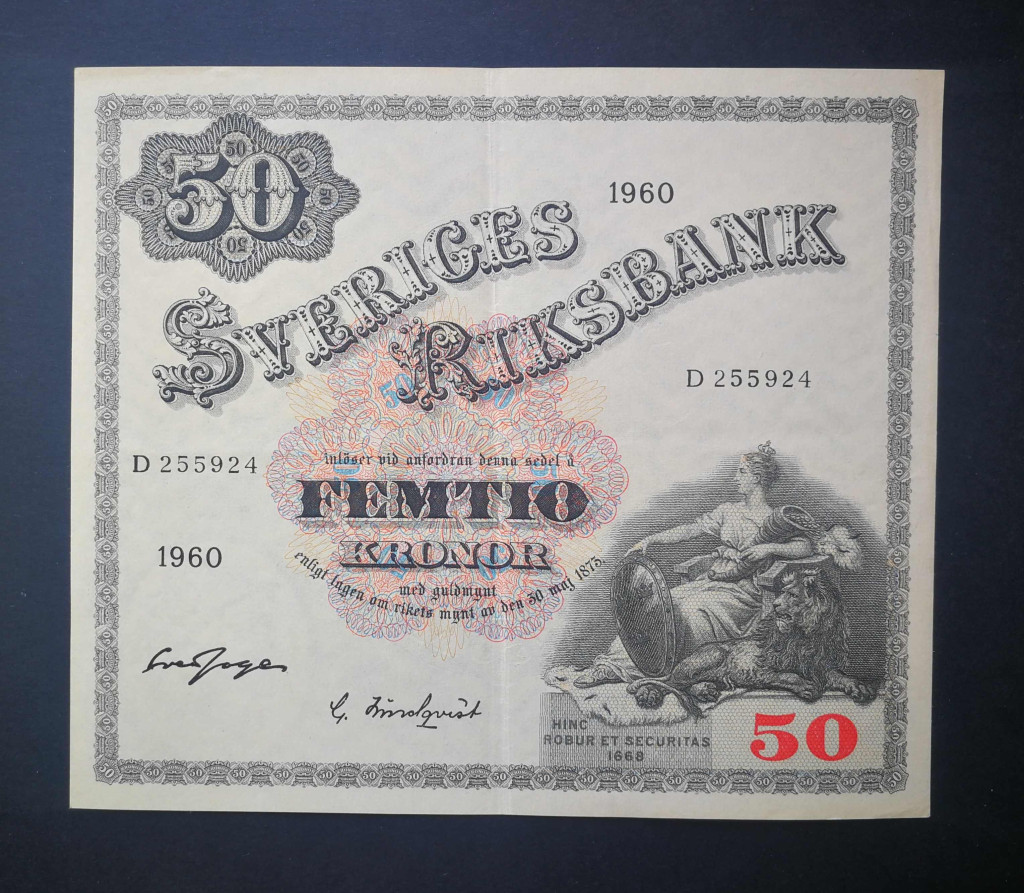 50
1960
SVERIGES
RIKSBANK
D 255924
D 255924
inlöser vid anfordran denna sedel à
FEMTIO
KRONOR
med guldmynt
enligt lagen om rikets mynt av den 30 maj 1873.
1960
HINC
ROBUR ET SECURITAS
1668
50